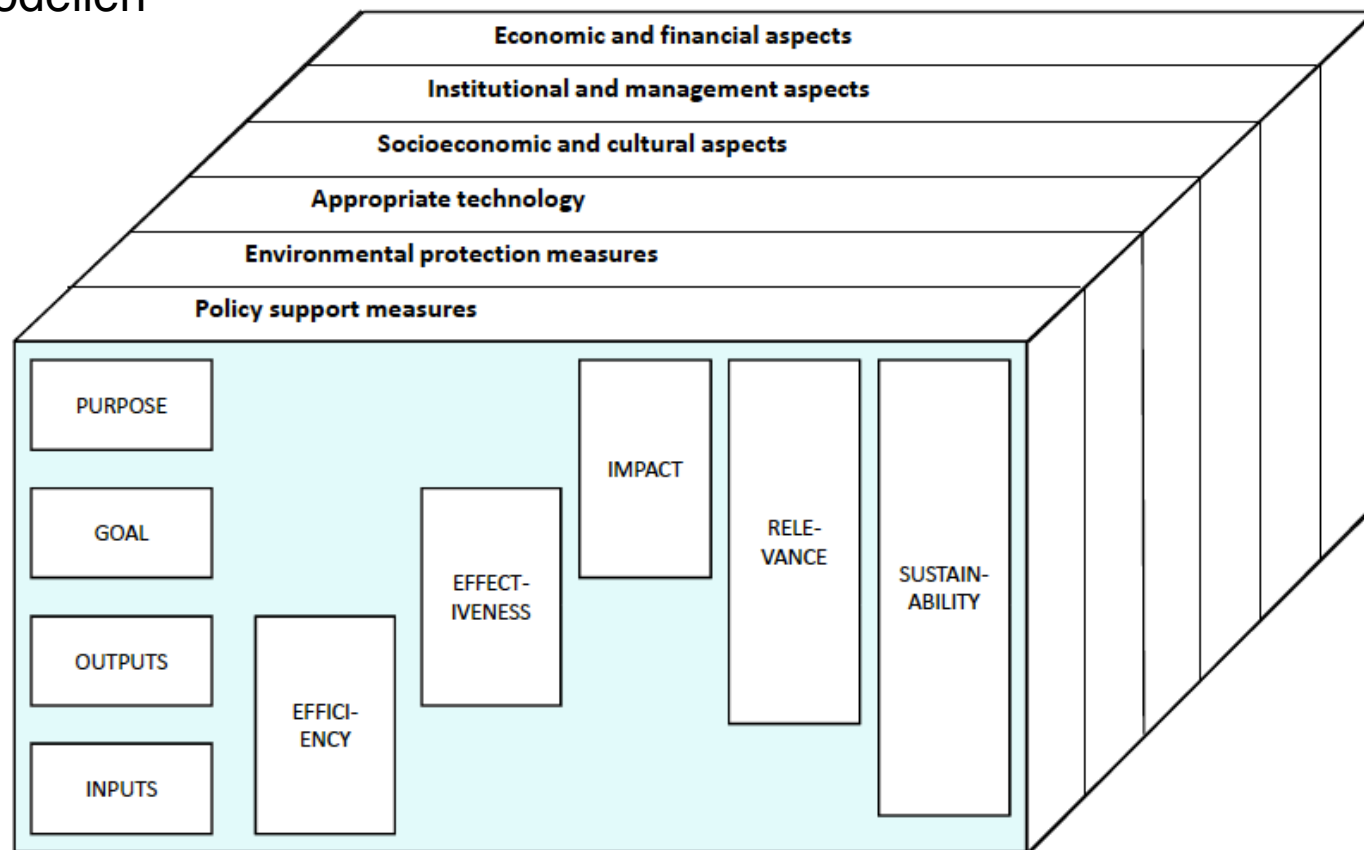 Economic and financial aspects
Institutional and management aspects
Socioeconomic and cultural aspects
Appropriate technology
Environmental protection measures
Policy support measures
PURPOSE
GOAL
OUTPUTS
INPUTS
EFFICI-
ENCY
EFFECT-
IVENESS
IMPACT
RELE-
VANCE
SUSTAIN-
ABILITY